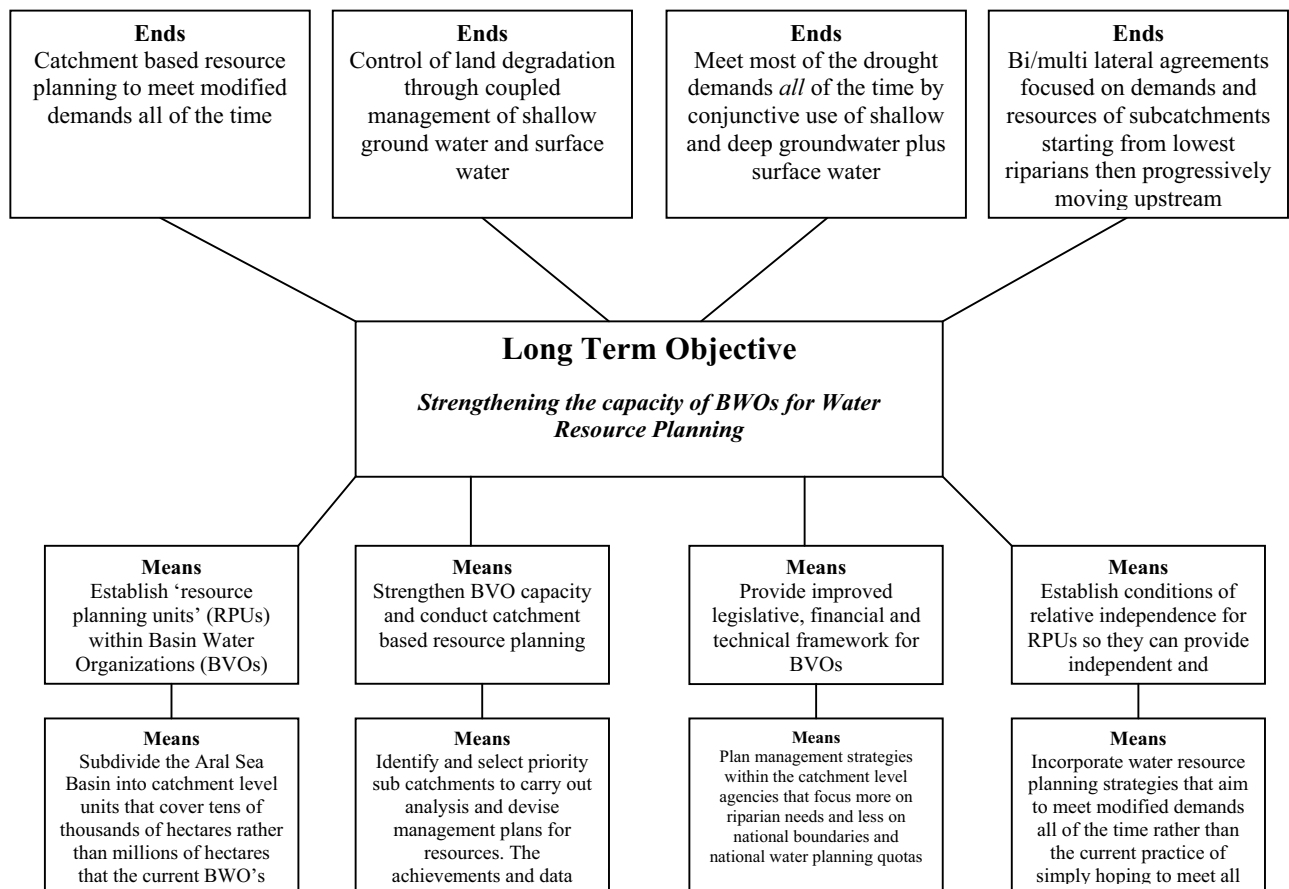 Ends
Catchment based resource
planning to meet modified
demands all of the time
Ends
Control of land degradation
through coupled
management of shallow
ground water and surface
water
Ends
Meet most of the drought
demands all of the time by
conjunctive use of shallow
and deep groundwater plus
surface water
Ends
Bi/multi lateral agreements
focused on demands and
resources of subcatchments
starting from lowest
riparians then progressively
moving upstream
Long Term Objective
Strengthening the capacity of BWOs for Water
Resource Planning
Means
Establish ‘resource
planning units’ (RPUs)
within Basin Water
Organizations (BVOs)
Means
Strengthen BVO capacity
and conduct catchment
based resource planning
Means
Provide improved
legislative, financial and
technical framework for
BVOs
Means
Establish conditions of
relative independence for
RPUs so they can provide
independent and
Means
Subdivide the Aral Sea
Basin into catchment level
units that cover tens of
thousands of hectares rather
than millions of hectares
that the current BWO’s
Means
Identify and select priority
sub catchments to carry out
analysis and devise
management plans for
resources. The
achievements and data
Means
Plan management strategies
within the catchment level
agencies that focus more on
riparian needs and less on
national boundaries and
national water planning quotas
Means
Incorporate water resource
planning strategies that aim
to meet modified demands
all of the time rather than
the current practice of
simply hoping to meet all